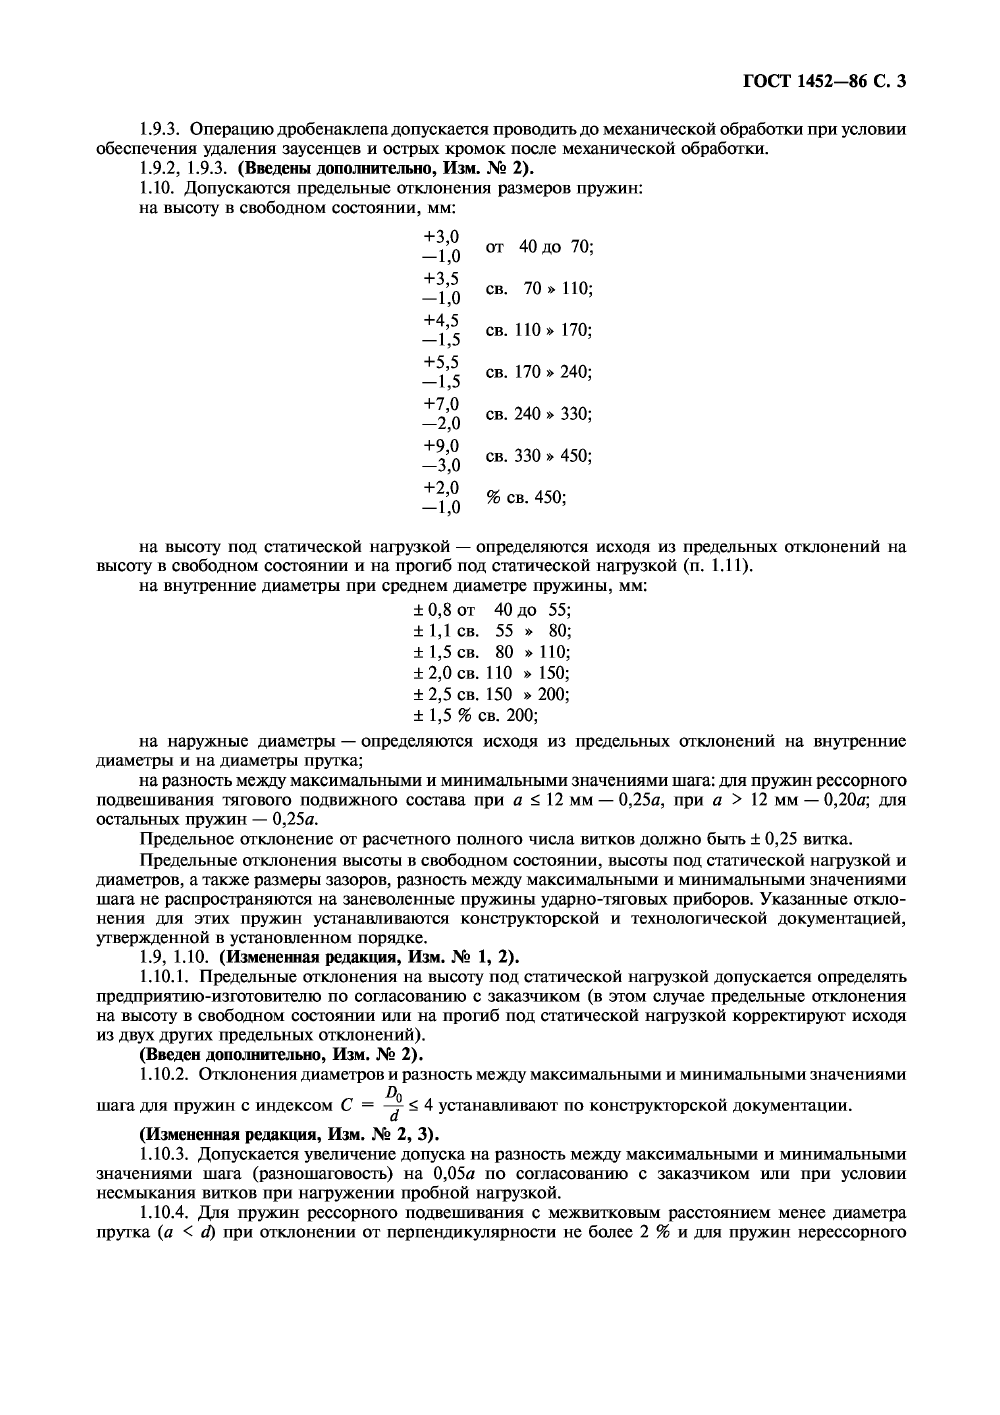 ГОСТ 1452—86 С. 3
1.9.3. Операцию дробенаклепа допускается проводить до механической обработки при условии
обеспечения удаления заусенцев и острых кромок после механической обработки.
1.9.2, 1.9.3. (Введены дополнительно, Изм. № 2).
1.10. Допускаются предельные отклонения размеров пружин:
на высоту в свободном состоянии, мм:
+3,0
—1,0 от 40 до 70;
+3,5
—1,0 св. 70 » 110;
+4,5
—1,5 св. 110 » 170;
+5,5
—1,5 св. 170 » 240;
+7,0
—2,0 св. 240 » 330;
+9,0
—3,0 св. 330 » 450;
+2,0
—1,0 % св. 450;
на высоту под статической нагрузкой — определяются исходя из предельных отклонений на
высоту в свободном состоянии и на прогиб под статической нагрузкой (п. 1.11).
на внутренние диаметры при среднем диаметре пружины, мм:
± 0,8 от 40 до 55;
± 1,1 св. 55 » 80;
± 1,5 св. 80 » 110;
± 2,0 св. 110 » 150;
± 2,5 св. 150 » 200;
± 1,5 % св. 200;
на наружные диаметры — определяются исходя из предельных отклонений на внутренние
диаметры и на диаметры прутка;
на разность между максимальными и минимальными значениями шага: для пружин рессорного
подвешивания тягового подвижного состава при a ≤ 12 мм — 0,25a, при a > 12 мм — 0,20a; для
остальных пружин — 0,25a.
Предельное отклонение от расчетного полного числа витков должно быть ± 0,25 витка.
Предельные отклонения высоты в свободном состоянии, высоты под статической нагрузкой и
диаметров, а также размеры зазоров, разность между максимальными и минимальными значениями
шага не распространяются на заневоленные пружины ударно-тяговых приборов. Указанные откло-
нения для этих пружин устанавливаются конструкторской и технологической документацией,
утвержденной в установленном порядке.
1.9, 1.10. (Измененная редакция, Изм. № 1, 2).
1.10.1. Предельные отклонения на высоту под статической нагрузкой допускается определять
предприятию-изготовителю по согласованию с заказчиком (в этом случае предельные отклонения
на высоту в свободном состоянии или на прогиб под статической нагрузкой корректируют исходя
из двух других предельных отклонений).
(Введен дополнительно, Изм. № 2).
1.10.2. Отклонения диаметров и разность между максимальными и минимальными значениями
шага для пружин с индексом C = D₀/d ≤ 4 устанавливают по конструкторской документации.
(Измененная редакция, Изм. № 2, 3).
1.10.3. Допускается увеличение допуска на разность между максимальными и минимальными
значениями шага (разношаговость) на 0,05a по согласованию с заказчиком или при условии
несмыкания витков при нагружении пробной нагрузкой.
1.10.4. Для пружин рессорного подвешивания с межвитковым расстоянием менее диаметра
прутка (a < d) при отклонении от перпендикулярности не более 2 % и для пружин нерессорного